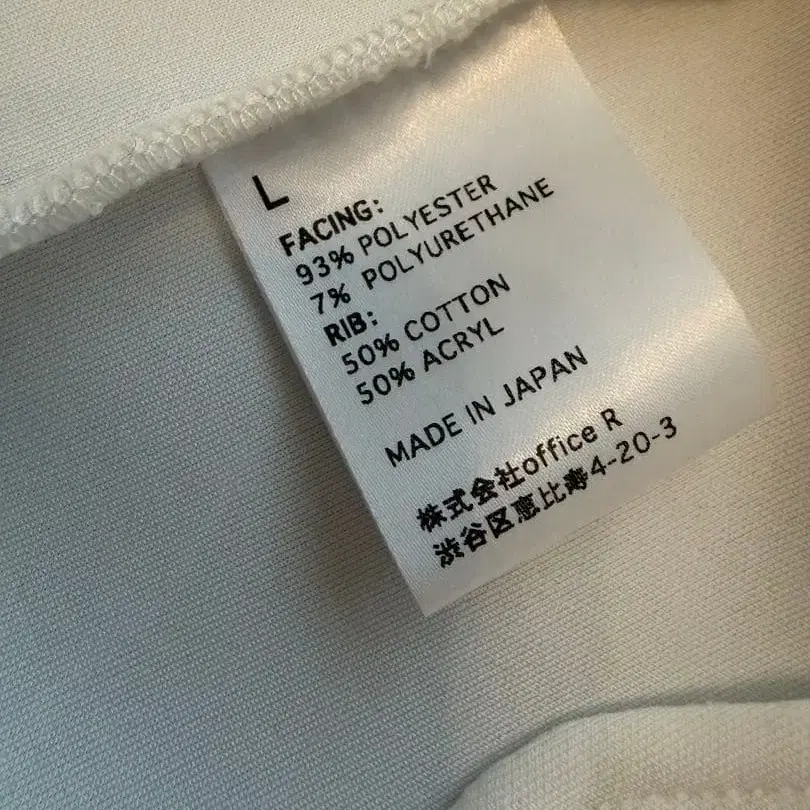 L
FACING:
93% POLYESTER
7% POLYURETHANE
RIB:
50% COTTON
50% ACRYL
MADE IN JAPAN
株式会社office R
渋谷区恵比寿4-20-3